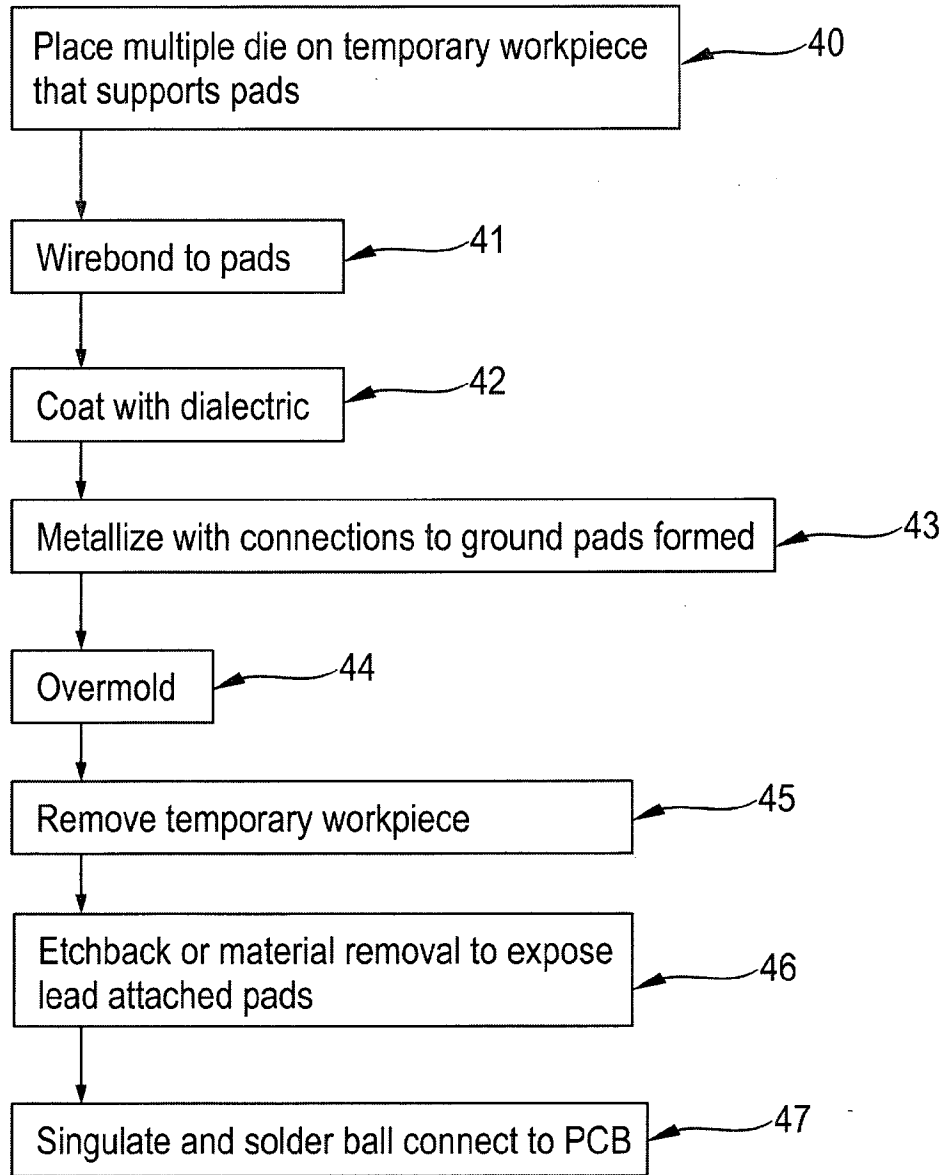 Place multiple die on temporary workpiece
that supports pads
40
Wirebond to pads
41
Coat with dialectric
42
Metallize with connections to ground pads formed
43
Overmold
44
Remove temporary workpiece
45
Etchback or material removal to expose
lead attached pads
46
Singulate and solder ball connect to PCB
47